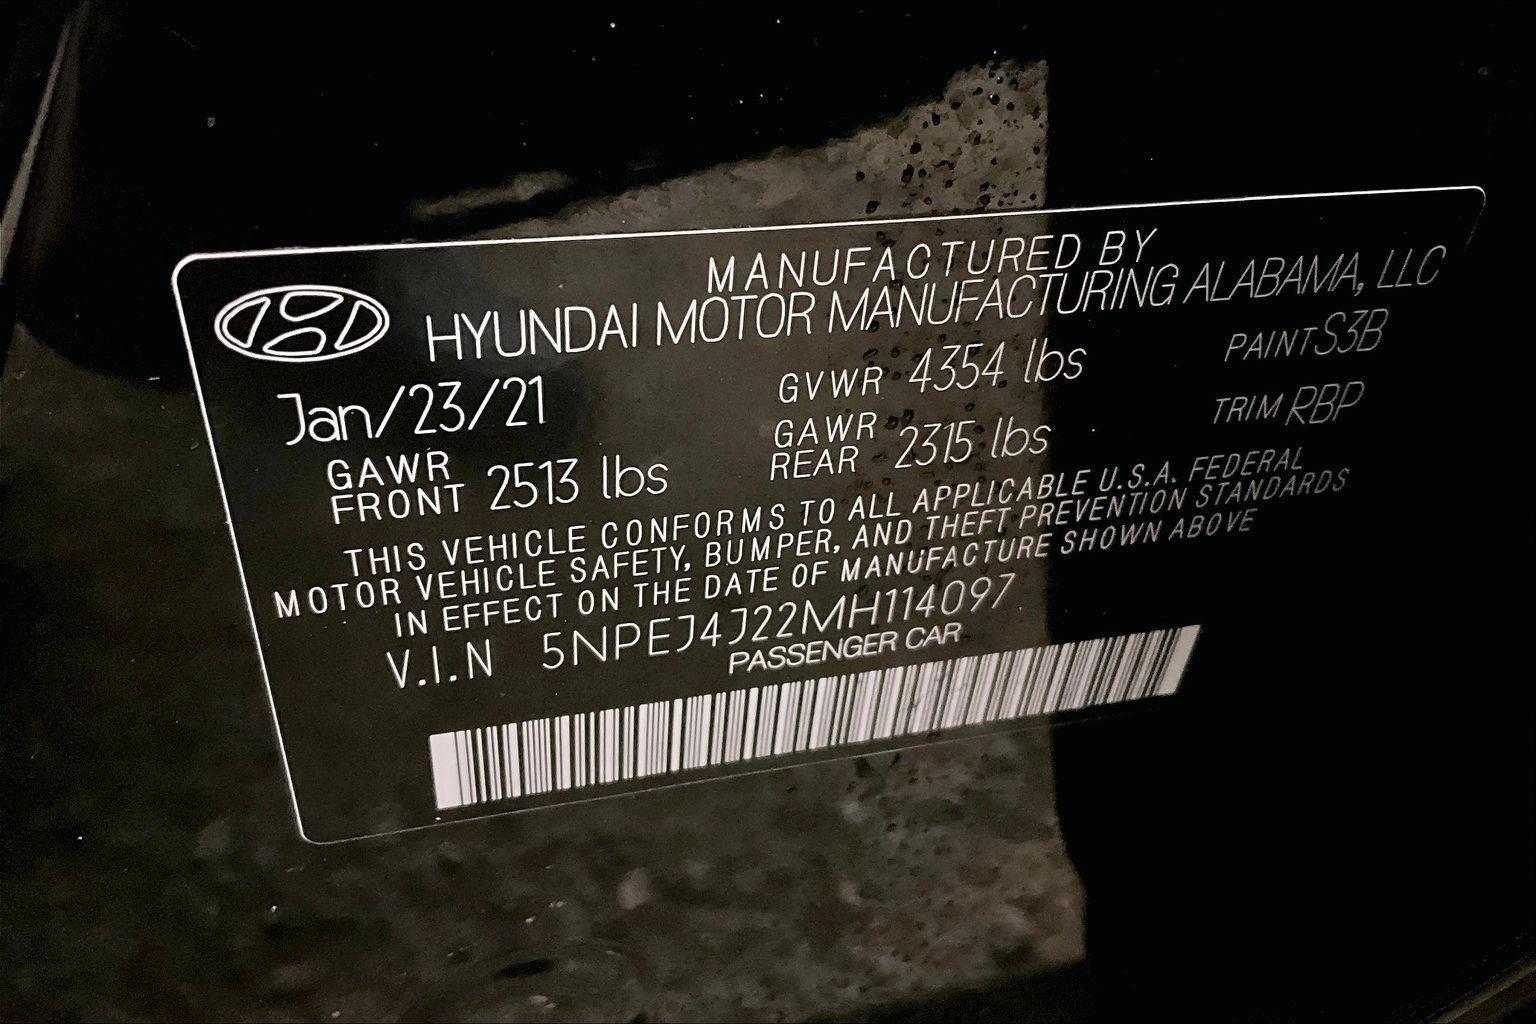 MANUFACTURED BY
HYUNDAI MOTOR MANUFACTURING ALABAMA, LLC
Jan/23/21 GVWR 4354 lbs PAINT S3B
GAWR FRONT 2513 lbs GAWR REAR 2315 lbs TRIM RBP
THIS VEHICLE CONFORMS TO ALL APPLICABLE U.S.A. FEDERAL
MOTOR VEHICLE SAFETY, BUMPER, AND THEFT PREVENTION STANDARDS
IN EFFECT ON THE DATE OF MANUFACTURE SHOWN ABOVE
V.I.N 5NPEJ4J22MH114097
PASSENGER CAR